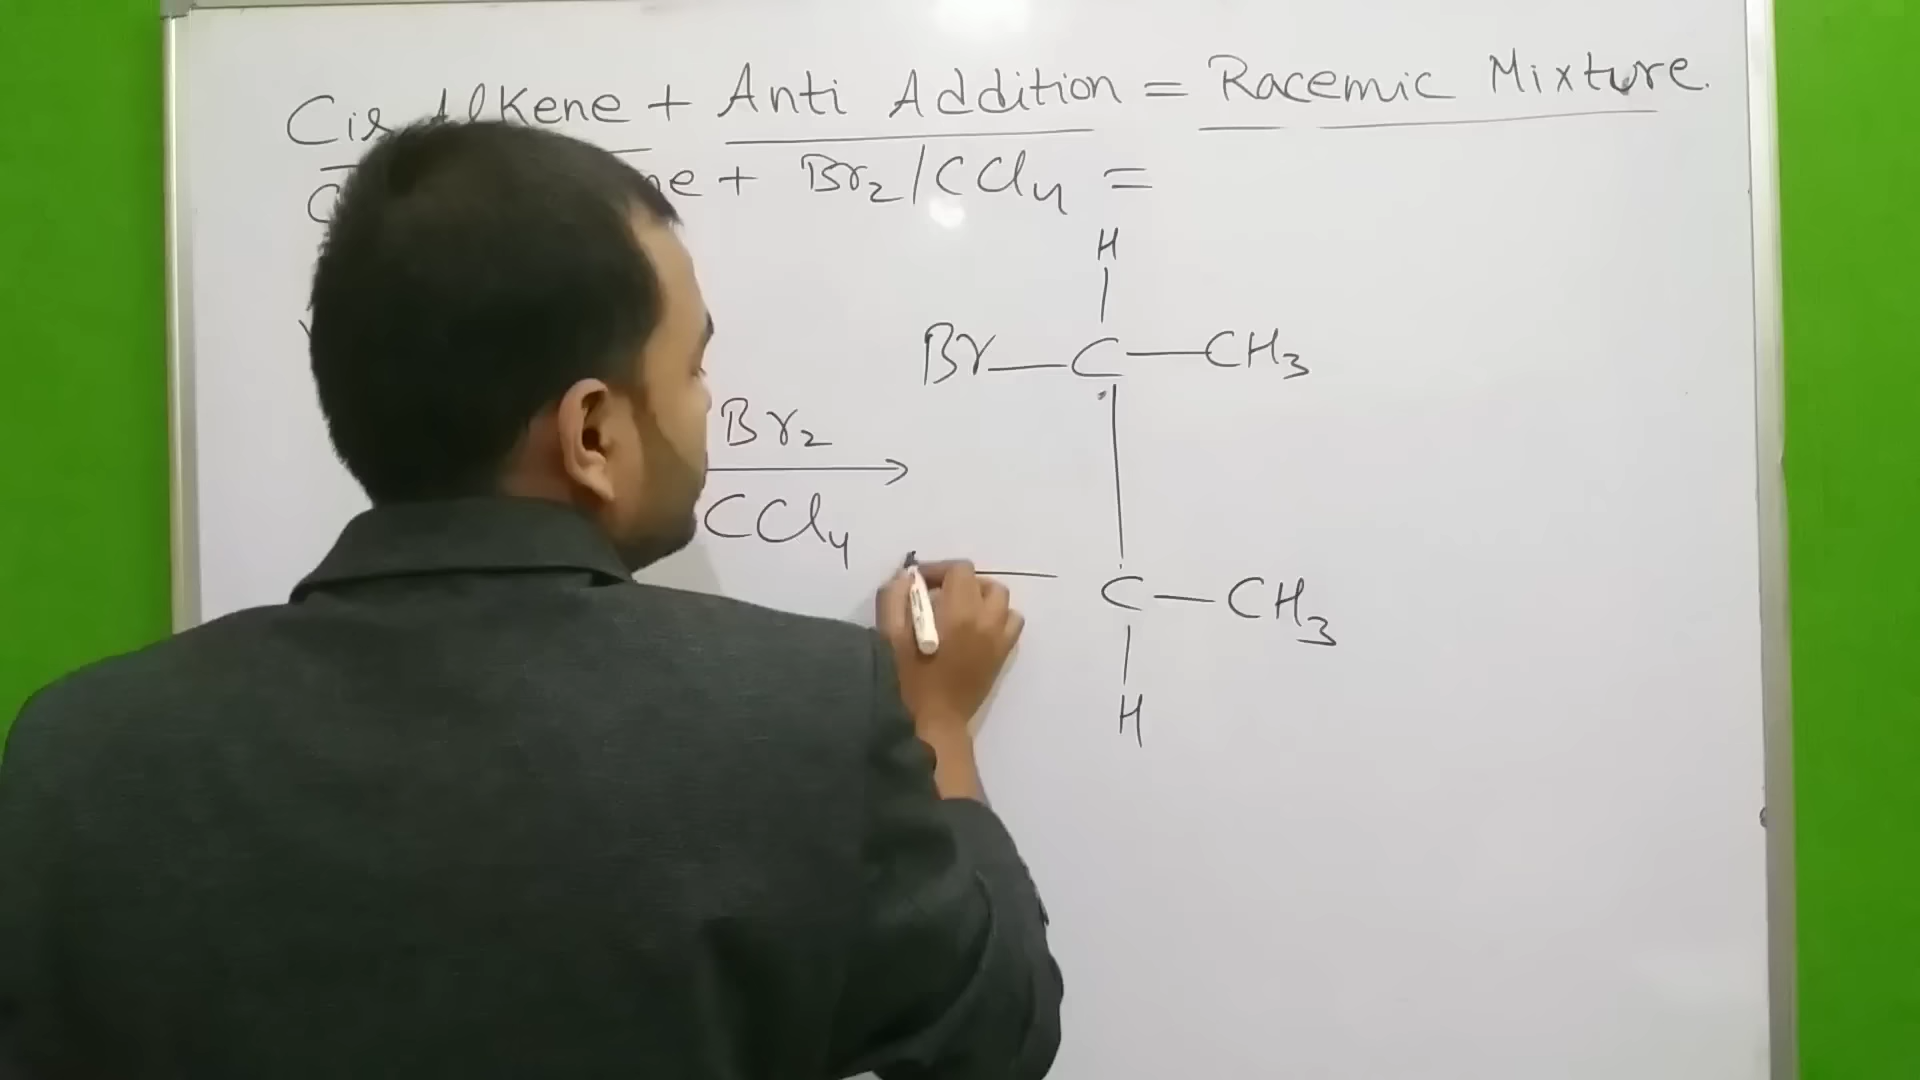 Cis Alkene + Anti Addition = Racemic Mixture.
+ Br2/CCl4 =
H
Br—C—CH3
Br2
CCl4
C—CH3
H